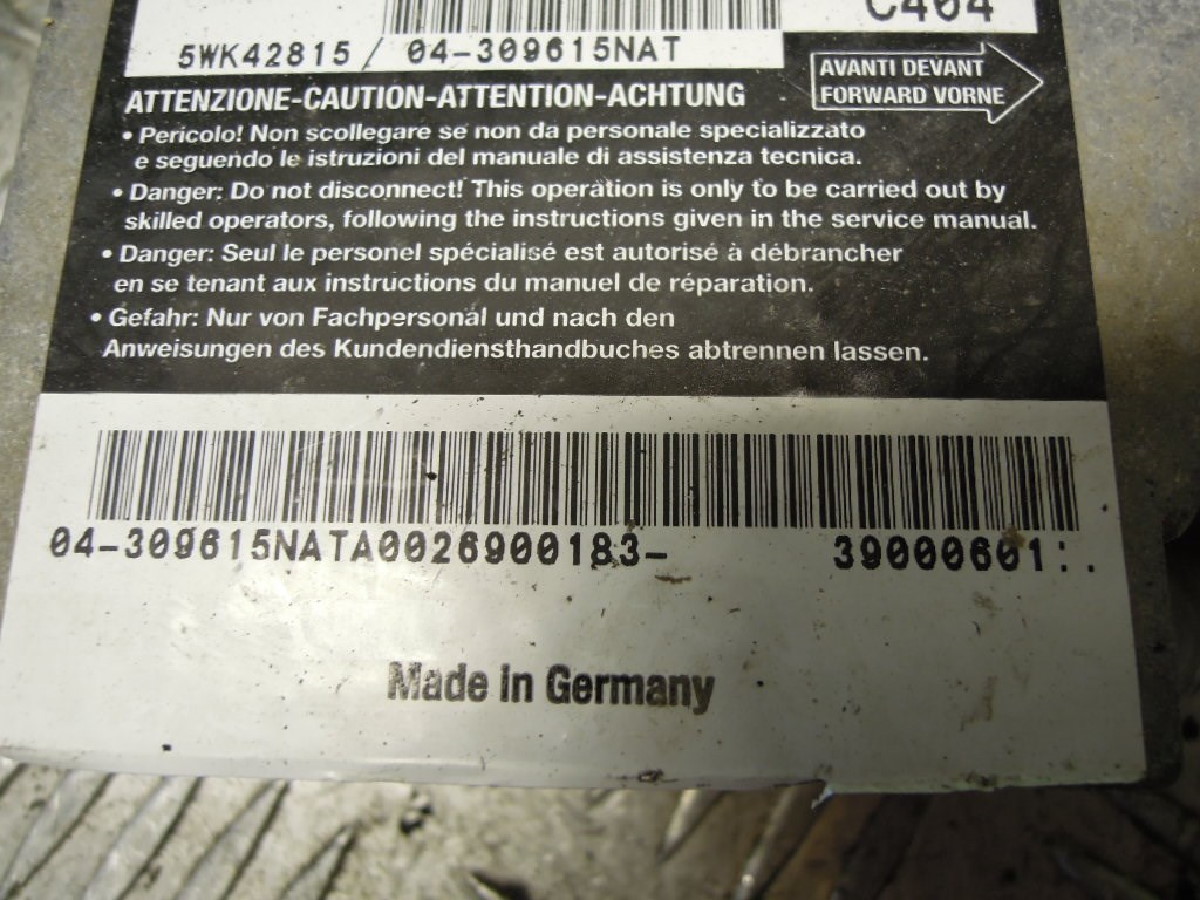 C404
5WK42815 / 04-309615NAT
AVANTI DEVANT
FORWARD VORNE
ATTENZIONE-CAUTION-ATTENTION-ACHTUNG
• Pericolo! Non scollegare se non da personale specializzato
e seguendo le istruzioni del manuale di assistenza tecnica.
• Danger: Do not disconnect! This operation is only to be carried out by
skilled operators, following the instructions given in the service manual.
• Danger: Seul le personel spécialisé est autorisé à débrancher
en se tenant aux instructions du manuel de réparation.
• Gefahr: Nur von Fachpersonal und nach den
Anweisungen des Kundendiensthandbuches abtrennen lassen.
04-309615NATA0026900183- 39000601:.
Made in Germany